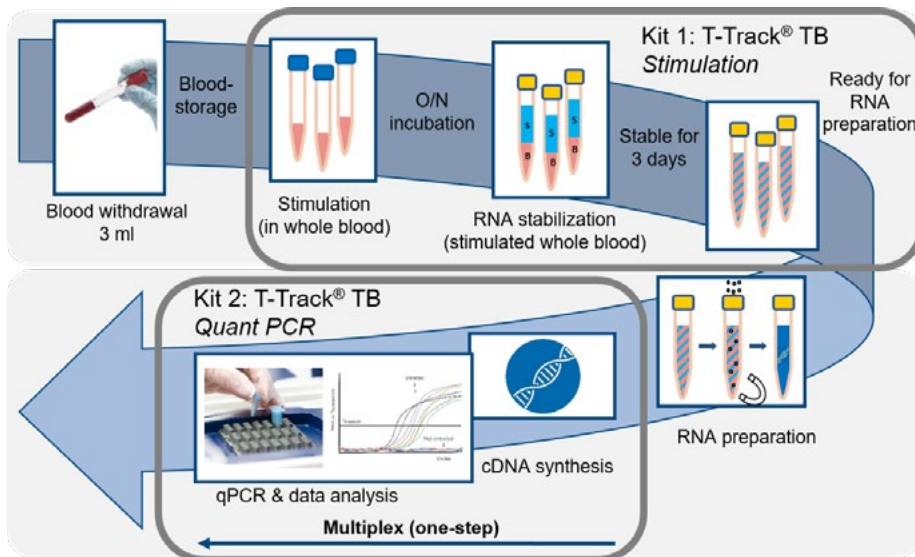 Kit 1: T-Track® TB
Stimulation
Blood-
storage
O/N
incubation
Stable for
3 days
Ready for
RNA
preparation
S
S
S
B
B
B
Blood withdrawal
3 ml
Stimulation
(in whole blood)
RNA stabilization
(stimulated whole blood)
Kit 2: T-Track® TB
Quant PCR
RNA preparation
cDNA synthesis
qPCR & data analysis
Multiplex (one-step)